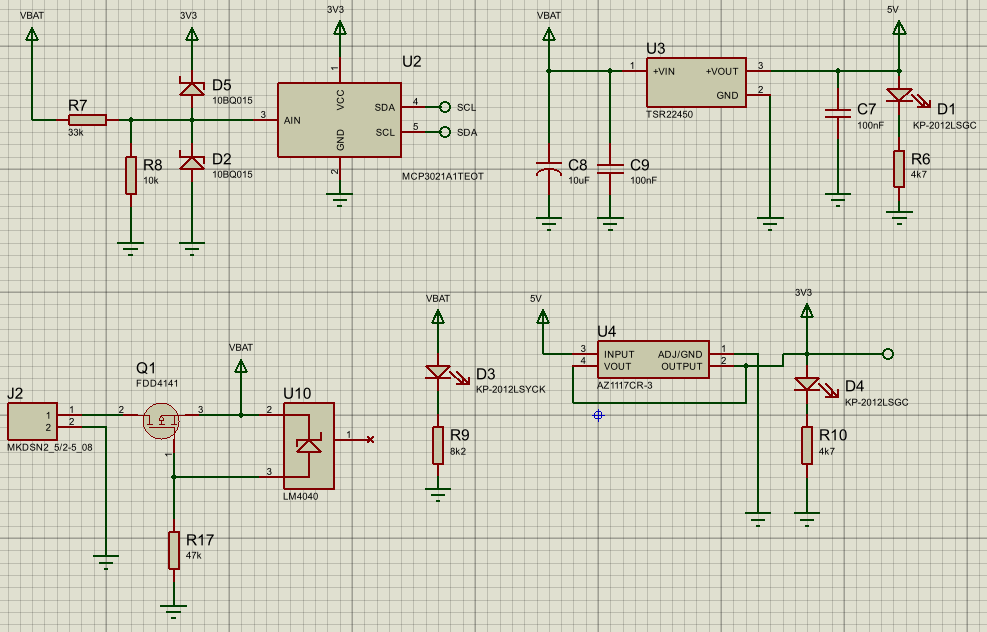 VBAT
3V3
3V3
R7
33k
D5
10BQ015
U2
1
VCC
3
AIN
SDA
4
SCL
SCL
5
SDA
GND
2
R8
10k
D2
10BQ015
MCP3021A1TEOT
VBAT
5V
U3
1
+VIN
+VOUT
3
GND
2
TSR22450
C8
10uF
C9
100nF
C7
100nF
D1
KP-2012LSGC
R6
4k7
VBAT
Q1
FDD4141
J2
1
1
2
2
MKDSN2_5/2-5_08
2
3
1
U10
2
1
3
LM4040
R17
47k
VBAT
D3
KP-2012LSYCK
R9
8k2
5V
U4
3
INPUT
ADJ/GND
1
4
VOUT
OUTPUT
2
AZ1117CR-3
3V3
D4
KP-2012LSGC
R10
4k7